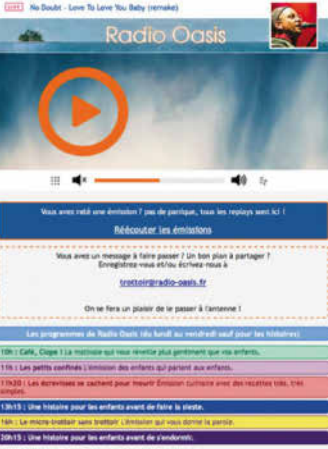 LIVE No Doubt - Love To Love You Baby (remake)
Radio Oasis
Vous avez raté une émission ? pas de panique, tous les replays sont ici !
Réécouter les émissions
Vous avez un message à faire passer ? Un bon plan à partager ?
Enregistrez-vous et/ou écrivez-nous à
trottoir@radio-oasis.fr
On se fera un plaisir de le passer à l'antenne !
Les programmes de Radio Oasis (du lundi au vendredi sauf pour les histoires)
10h : Café, Clope ! La matinale qui vous réveille plus gentiment que vos enfants.
11h : Les petits confinés L'émission des enfants qui parlent aux enfants.
11h30 : Les écrevisses se cachent pour mourir Émission culinaire avec des recettes très, très
simples.
13h15 : Une histoire pour les enfants avant de faire la sieste.
16h : Le micro-trottoir sans trottoir L'émission qui vous donne la parole.
20h15 : Une histoire pour les enfants avant de s'endormir.